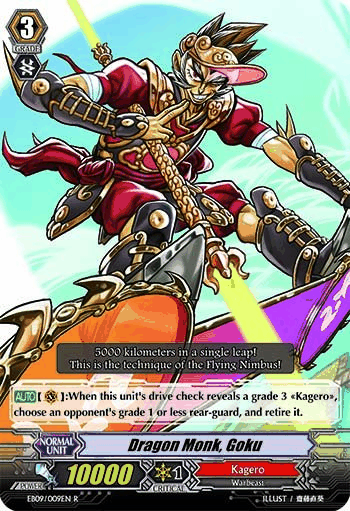 3
GRADE
5000 kilometers in a single leap!
This is the technique of the Flying Nimbus!
AUTO [ ]:When this unit's drive check reveals a grade 3 «Kagero»,
choose an opponent's grade 1 or less rear-guard, and retire it.
NORMAL UNIT
Dragon Monk, Goku
POWER 10000
1 CRITICAL
Kagero
Warbeast
EB09/009EN R
ILLUST / 齋藤直葵